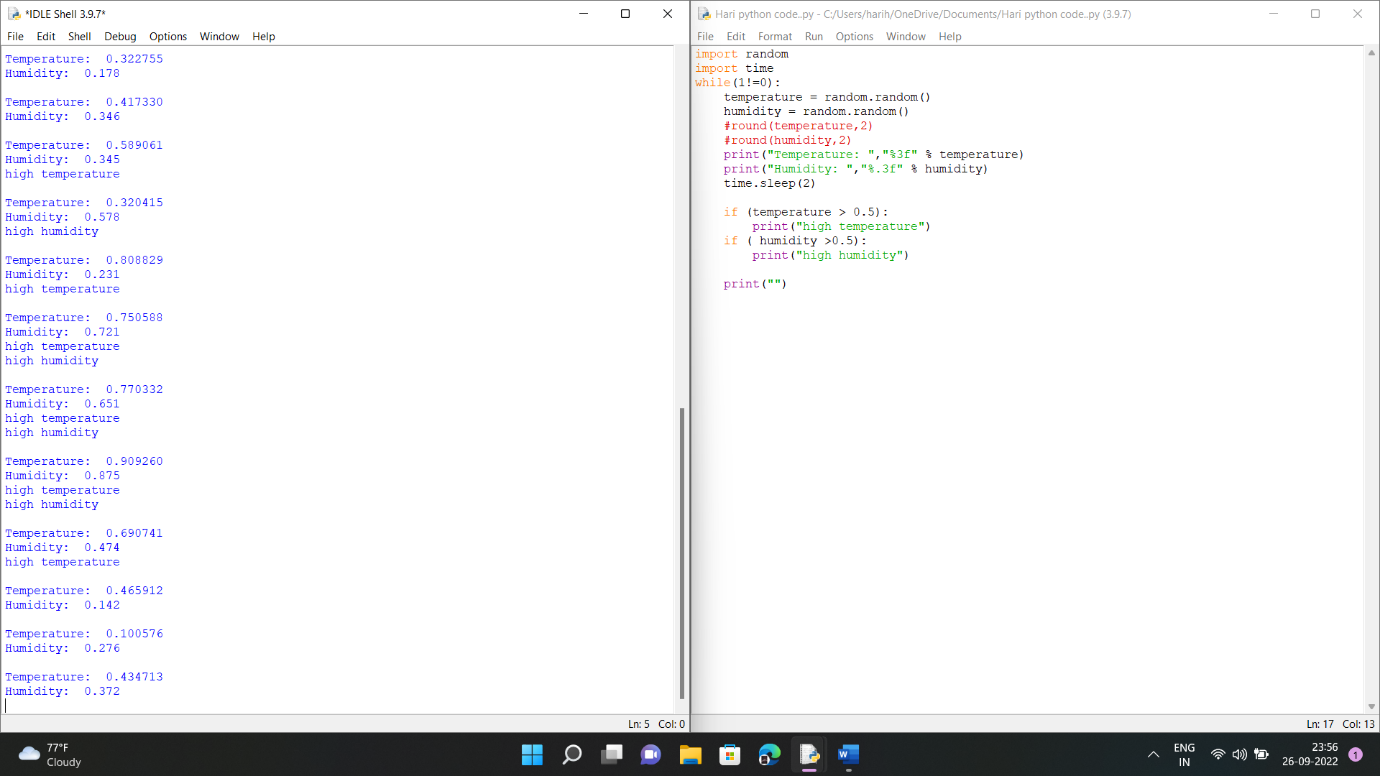 *IDLE Shell 3.9.7*
File Edit Shell Debug Options Window Help
Temperature:  0.322755
Humidity:  0.178

Temperature:  0.417330
Humidity:  0.346

Temperature:  0.589061
Humidity:  0.345
high temperature

Temperature:  0.320415
Humidity:  0.578
high humidity

Temperature:  0.808829
Humidity:  0.231
high temperature

Temperature:  0.750588
Humidity:  0.721
high temperature
high humidity

Temperature:  0.770332
Humidity:  0.651
high temperature
high humidity

Temperature:  0.909260
Humidity:  0.875
high temperature
high humidity

Temperature:  0.690741
Humidity:  0.474
high temperature

Temperature:  0.465912
Humidity:  0.142

Temperature:  0.100576
Humidity:  0.276

Temperature:  0.434713
Humidity:  0.372
Ln: 5 Col: 0
Hari python code..py - C:/Users/harih/OneDrive/Documents/Hari python code..py (3.9.7)
File Edit Format Run Options Window Help
import random
import time
while(1!=0):
    temperature = random.random()
    humidity = random.random()
    #round(temperature,2)
    #round(humidity,2)
    print("Temperature: ","%3f" % temperature)
    print("Humidity: ","%.3f" % humidity)
    time.sleep(2)

    if (temperature > 0.5):
        print("high temperature")
    if ( humidity >0.5):
        print("high humidity")

    print("")
Ln: 17 Col: 13
77°F
Cloudy
W
ENG
IN
23:56
26-09-2022
1